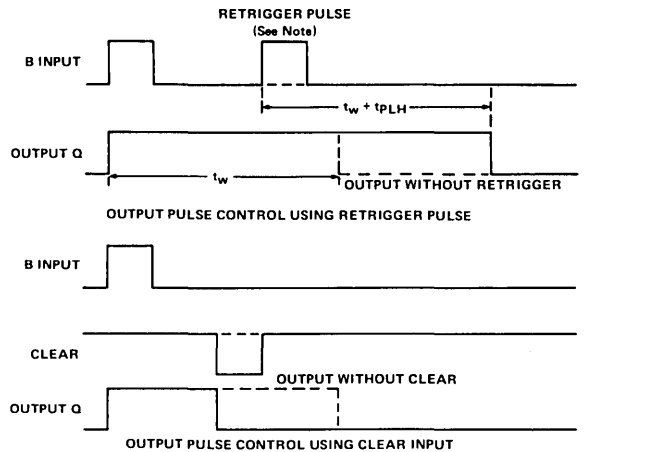 RETRIGGER PULSE
(See Note)
B INPUT
tw + tPLH
OUTPUT Q
tw
OUTPUT WITHOUT RETRIGGER
OUTPUT PULSE CONTROL USING RETRIGGER PULSE
B INPUT
CLEAR
OUTPUT WITHOUT CLEAR
OUTPUT Q
OUTPUT PULSE CONTROL USING CLEAR INPUT